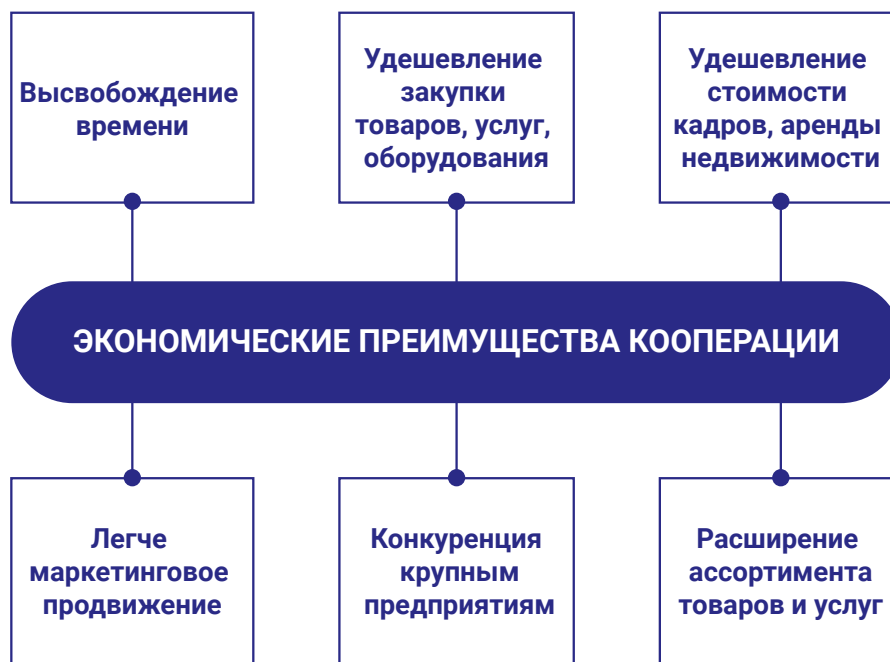 Высвобождение
времени
Удешевление
закупки
товаров, услуг,
оборудования
Удешевление
стоимости
кадров, аренды
недвижимости
ЭКОНОМИЧЕСКИЕ ПРЕИМУЩЕСТВА КООПЕРАЦИИ
Легче
маркетинговое
продвижение
Конкуренция
крупным
предприятиям
Расширение
ассортимента
товаров и услуг